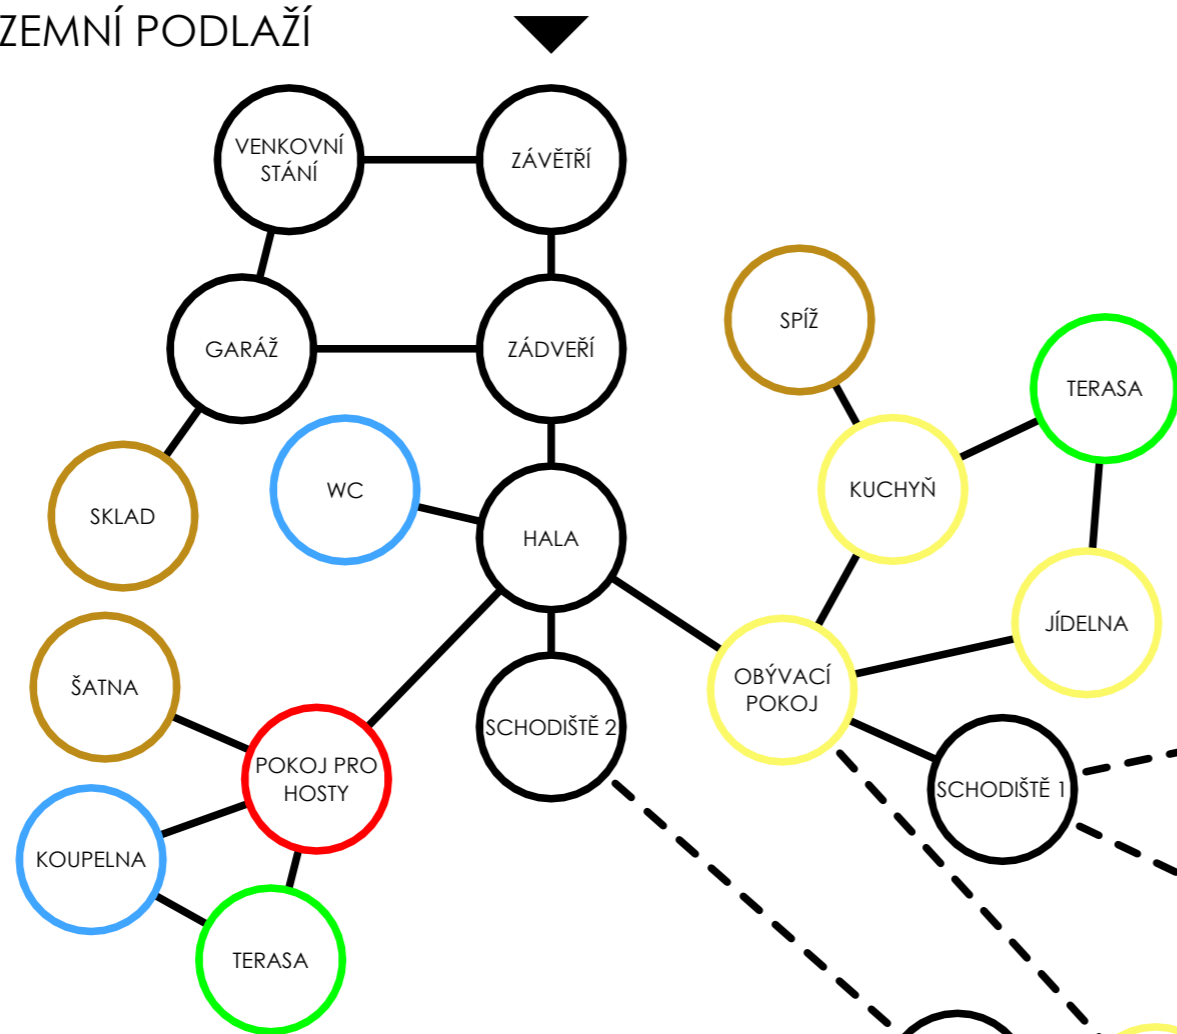 ZEMNÍ PODLAŽÍ
VENKOVNÍ
STÁNÍ
ZÁVĚTŘÍ
GARÁŽ
ZÁDVEŘÍ
SPÍŽ
TERASA
SKLAD
WC
HALA
KUCHYŇ
JÍDELNA
ŠATNA
OBÝVACÍ
POKOJ
SCHODIŠTĚ 2
POKOJ PRO
HOSTY
SCHODIŠTĚ 1
KOUPELNA
TERASA